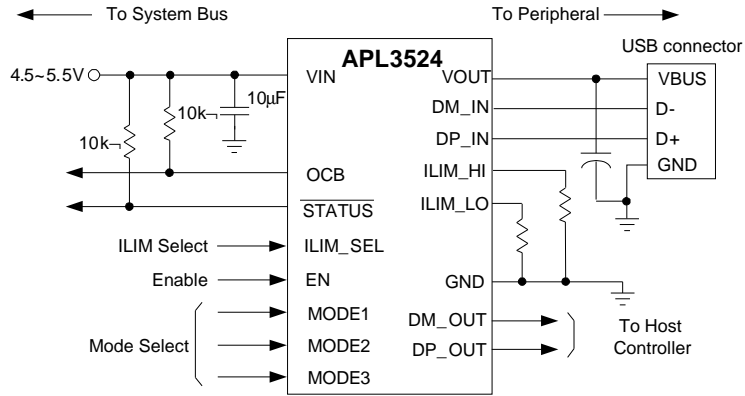 To System Bus
To Peripheral
APL3524
USB connector
4.5~5.5V
VIN
VOUT
VBUS
10μF
10k¬
DM_IN
D-
10k¬
DP_IN
D+
ILIM_HI
GND
OCB
STATUS
ILIM_LO
ILIM Select
ILIM_SEL
Enable
EN
GND
MODE1
DM_OUT
To Host
Controller
Mode Select
MODE2
DP_OUT
MODE3